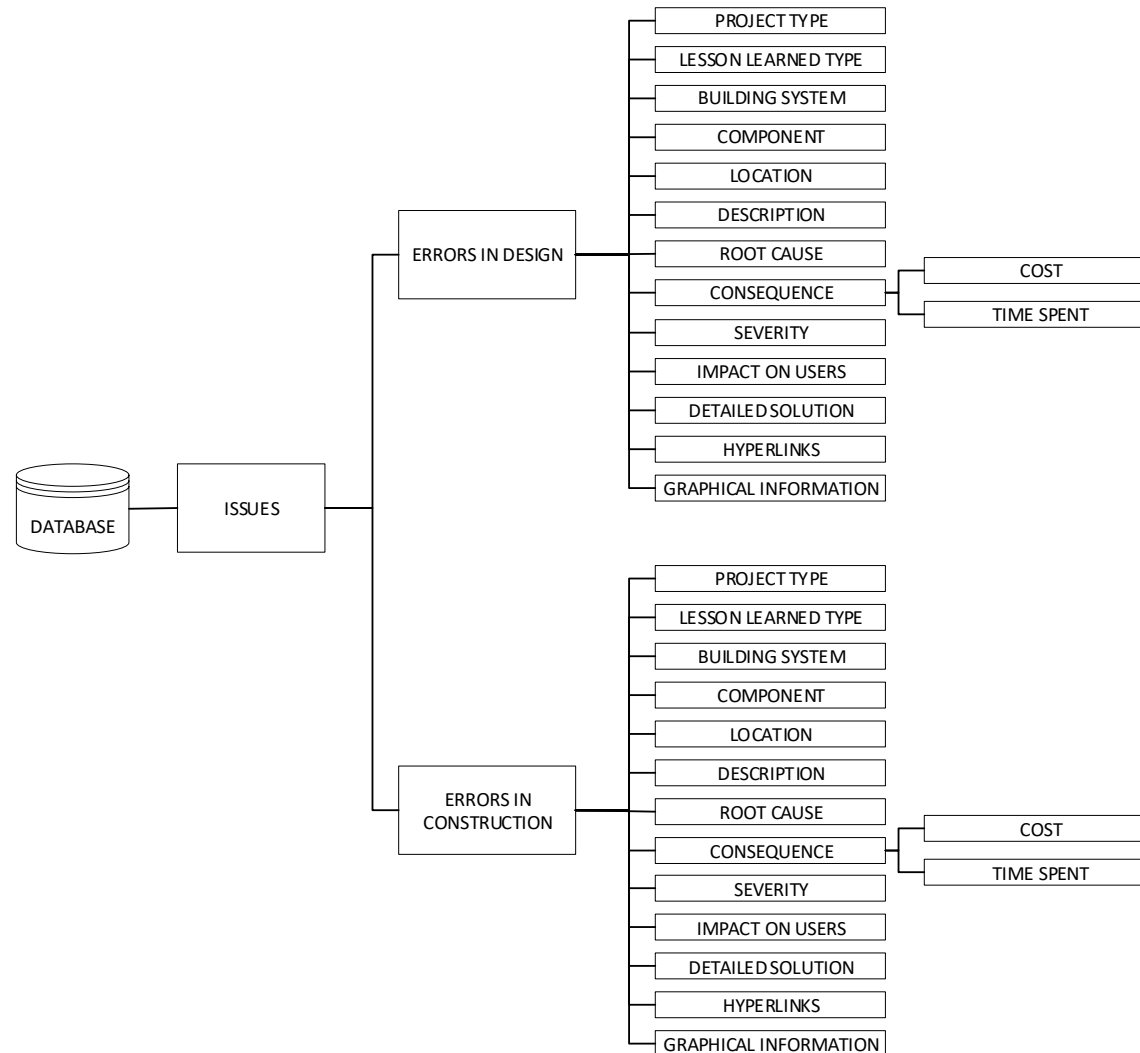 PROJECT TYPE
LESSON LEARNED TYPE
BUILDING SYSTEM
COMPONENT
LOCATION
DESCRIPTION
ERRORS IN DESIGN
ROOT CAUSE
COST
CONSEQUENCE
TIME SPENT
SEVERITY
IMPACT ON USERS
DETAILED SOLUTION
HYPERLINKS
GRAPHICAL INFORMATION
ISSUES
DATABASE
PROJECT TYPE
LESSON LEARNED TYPE
BUILDING SYSTEM
COMPONENT
LOCATION
DESCRIPTION
ERRORS IN
CONSTRUCTION
ROOT CAUSE
COST
CONSEQUENCE
TIME SPENT
SEVERITY
IMPACT ON USERS
DETAILED SOLUTION
HYPERLINKS
GRAPHICAL INFORMATION